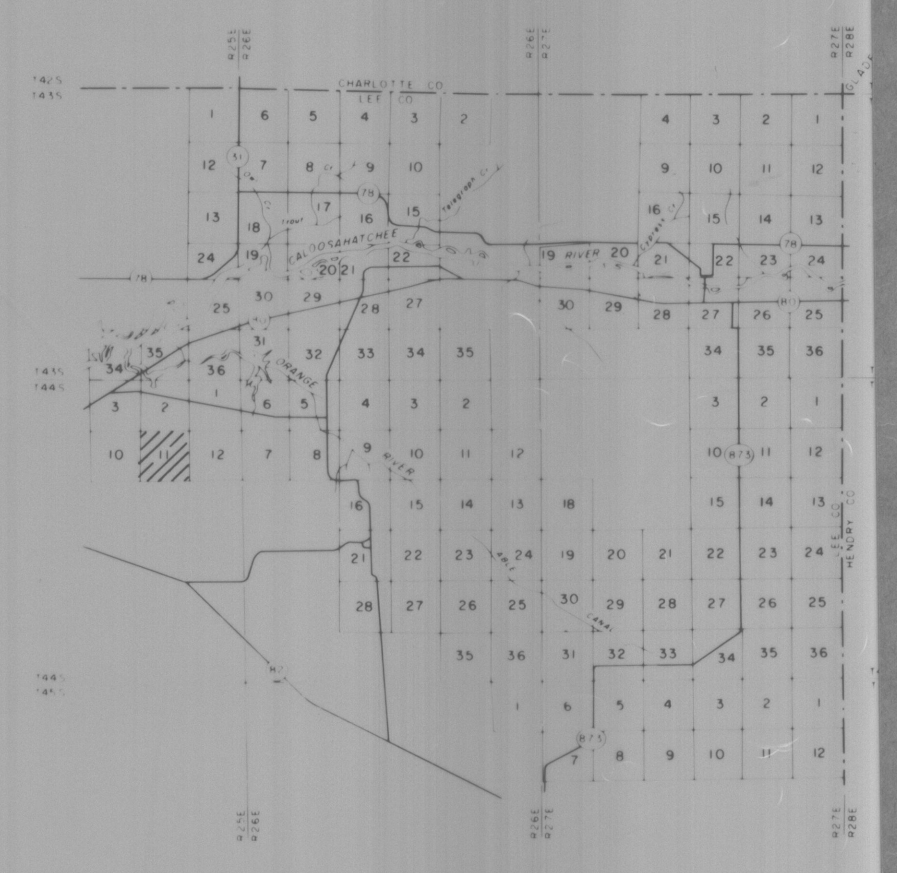 R25E R26E R26E R27E R27E R28E
T42S
T43S
CHARLOTTE CO
LEE CO
GLADE
1 6 5 4 3 2 4 3 2 1
31
12 7 8 Cr 9 10 9 10 11 12
78
13 18 17 16 15 Telegraph Cr 16 15 14 13
Trout
CALOOSAHATCHEE RIVER
Cypress Cr
78
24 19 20 21 22 19 20 21 22 23 24
78
25 30 29 28 27 30 29 28 27 26 25
80 80
34 35 36 31 32 33 34 35 34 35 36
T43S
T44S
ORANGE RIVER
3 2 1 6 5 4 3 2 3 2 1
10 11 12 7 8 9 10 11 12 10 873 11 12
16 15 14 13 18 15 14 13
LEE CO
HENDRY CO
21 22 23 24 19 20 21 22 23 24
ABLE CANAL
28 27 26 25 30 29 28 27 26 25
35 36 31 32 33 34 35 36
82
T44S
T45S
1 6 5 4 3 2 1
873
7 8 9 10 11 12
R25E R26E R26E R27E R27E R28E